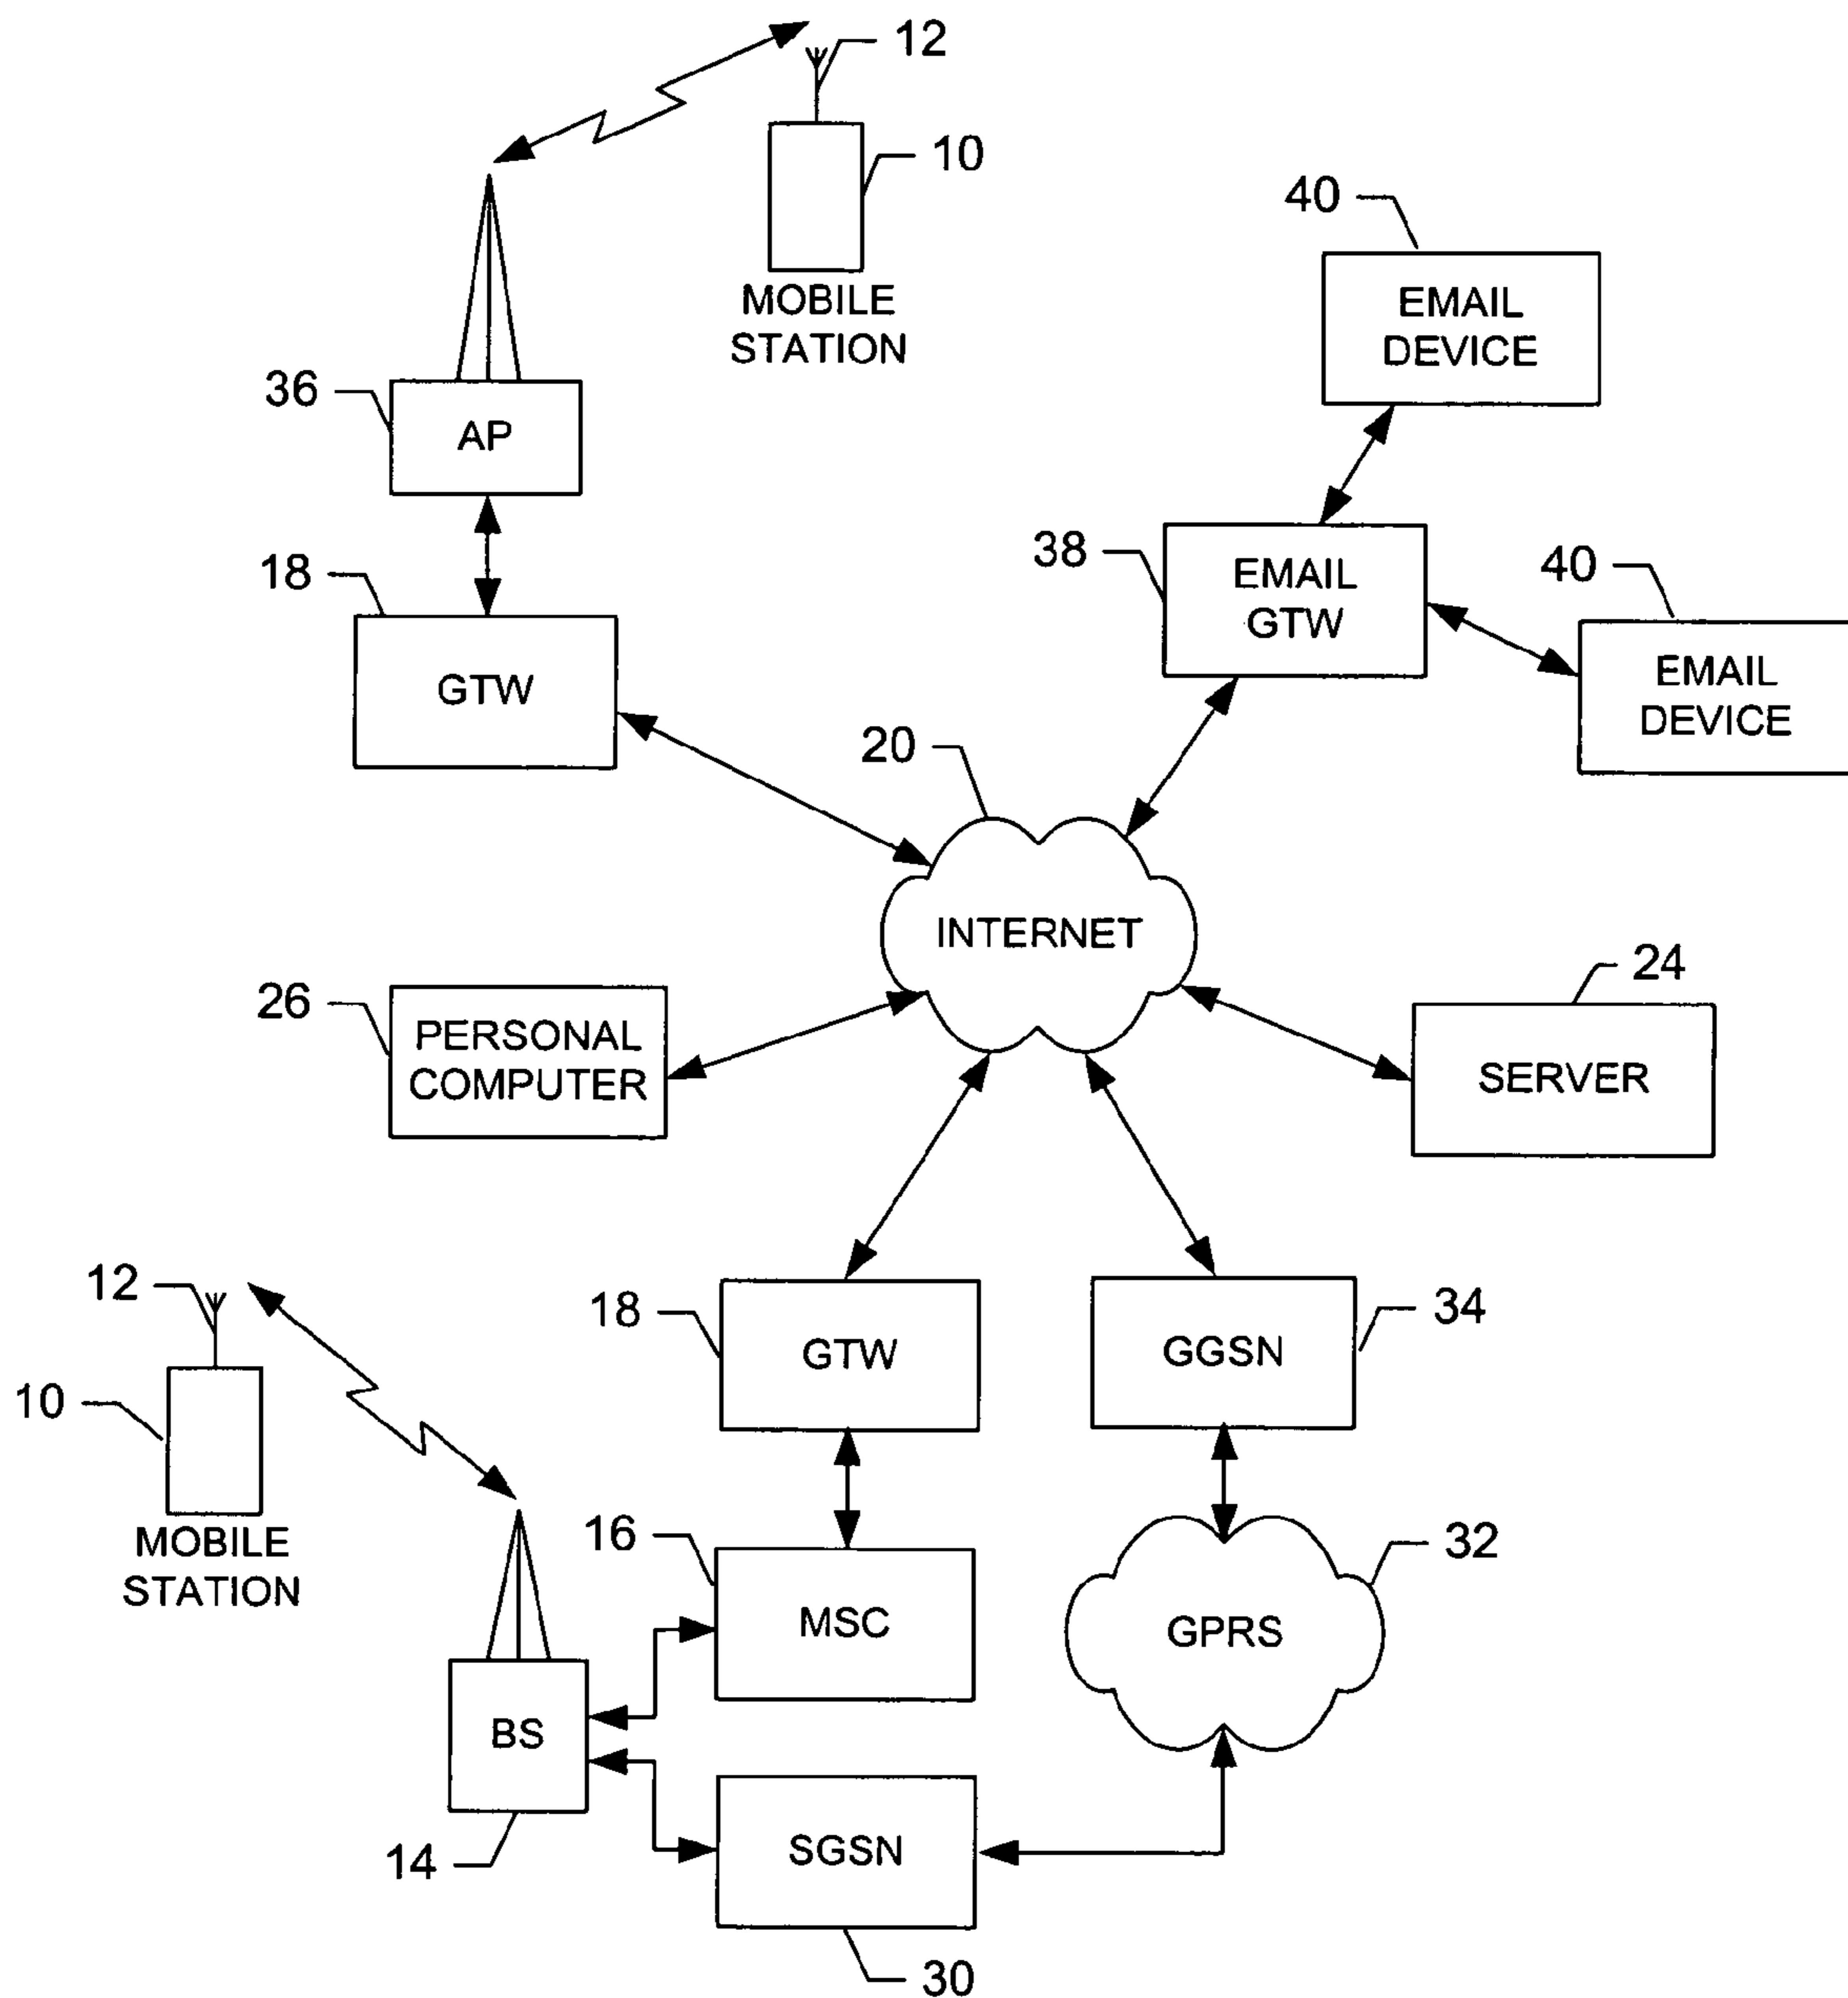 12
10
MOBILE
STATION
40
EMAIL
DEVICE
36
AP
18
GTW
38
EMAIL
GTW
40
EMAIL
DEVICE
20
INTERNET
26
PERSONAL
COMPUTER
24
SERVER
12
10
MOBILE
STATION
18
GTW
34
GGSN
16
MSC
32
GPRS
BS
14
SGSN
30